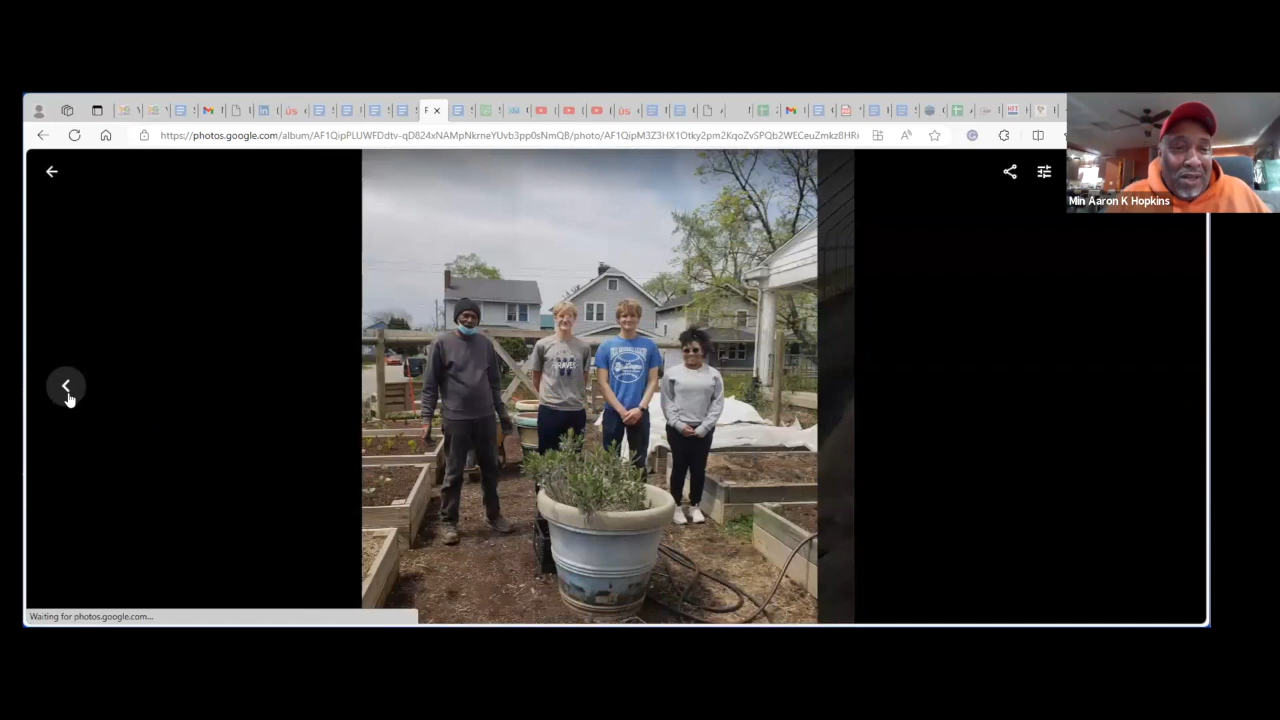 https://photos.google.com/album/AF1QipPLUWFDdtv-qD824xNAMpNkrneYUvb3pp0sNmQB/photo/AF1QipM3Z3HX1Otky2pm2KqoZvSPQb2WECeuZmkz8HRi
Min Aaron K Hopkins
Waiting for photos.google.com...